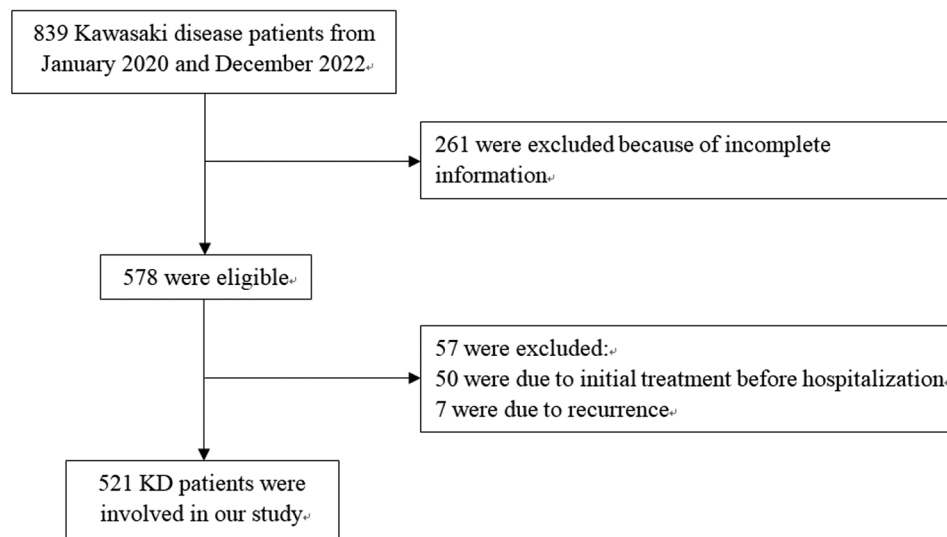 839 Kawasaki disease patients from
January 2020 and December 2022
261 were excluded because of incomplete
information
578 were eligible
57 were excluded:
50 were due to initial treatment before hospitalization
7 were due to recurrence
521 KD patients were
involved in our study